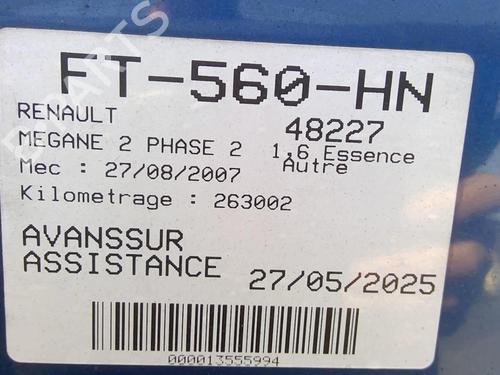 FT-560-HN
RENAULT 48227
MEGANE 2 PHASE 2 1,6 Essence
Mec : 27/08/2007 Autre
Kilometrage : 263002
AVANSSUR
ASSISTANCE 27/05/2025
000013555994